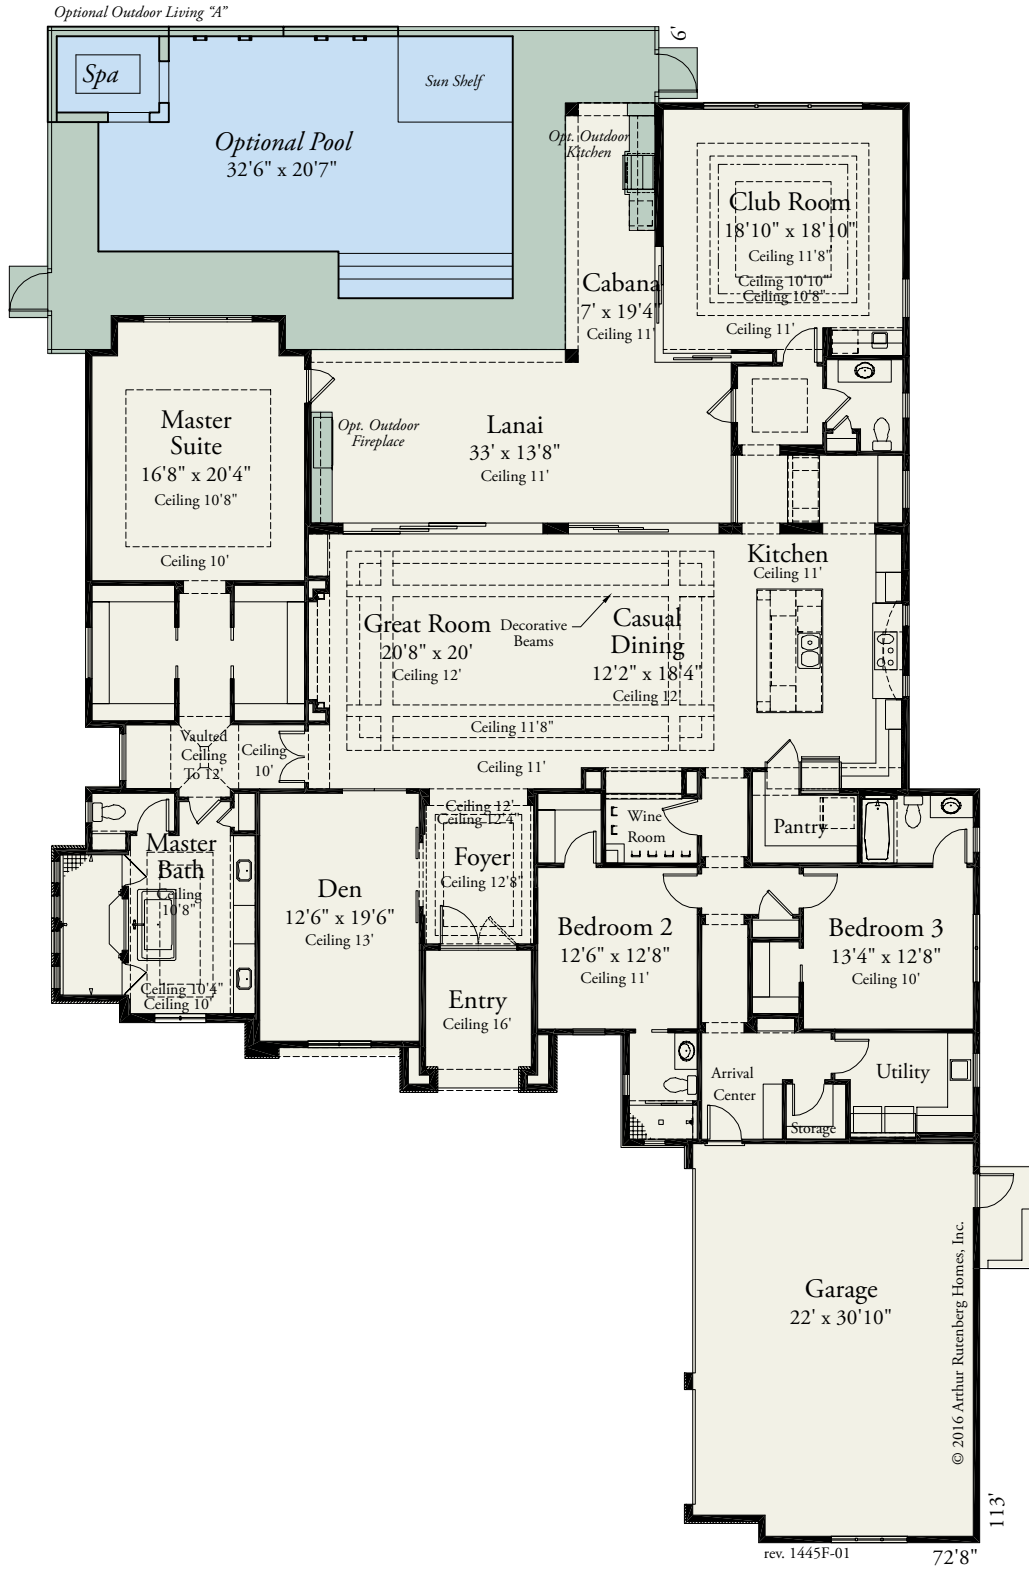 Optional Outdoor Living “A”
6'
Spa
Sun Shelf
Optional Pool
32'6" x 20'7"
Opt. Outdoor
Kitchen
Club Room
18'10" x 18'10"
Ceiling 11'8"
Ceiling 10'10"
Ceiling 10'8"
Ceiling 11'
Cabana
7' x 19'4"
Ceiling 11'
Master
Suite
16'8" x 20'4"
Ceiling 10'8"
Ceiling 10'
Opt. Outdoor
Fireplace
Lanai
33' x 13'8"
Ceiling 11'
Kitchen
Ceiling 11'
Great Room
20'8" x 20'
Ceiling 12'
Decorative
Beams
Casual
Dining
12'2" x 18'4"
Ceiling 12'
Ceiling 11'8"
Ceiling 11'
Vaulted
Ceiling
To 12'
Ceiling
10'
Master
Bath
Ceiling
10'8"
Ceiling 10'4"
Ceiling 10'
Den
12'6" x 19'6"
Ceiling 13'
Ceiling 12'
Ceiling 12'4"
Foyer
Ceiling 12'8"
Wine
Room
Pantry
Entry
Ceiling 16'
Bedroom 2
12'6" x 12'8"
Ceiling 11'
Bedroom 3
13'4" x 12'8"
Ceiling 10'
Arrival
Center
Storage
Utility
Garage
22' x 30'10"
© 2016 Arthur Rutenberg Homes, Inc.
113'
rev. 1445F-01
72'8"